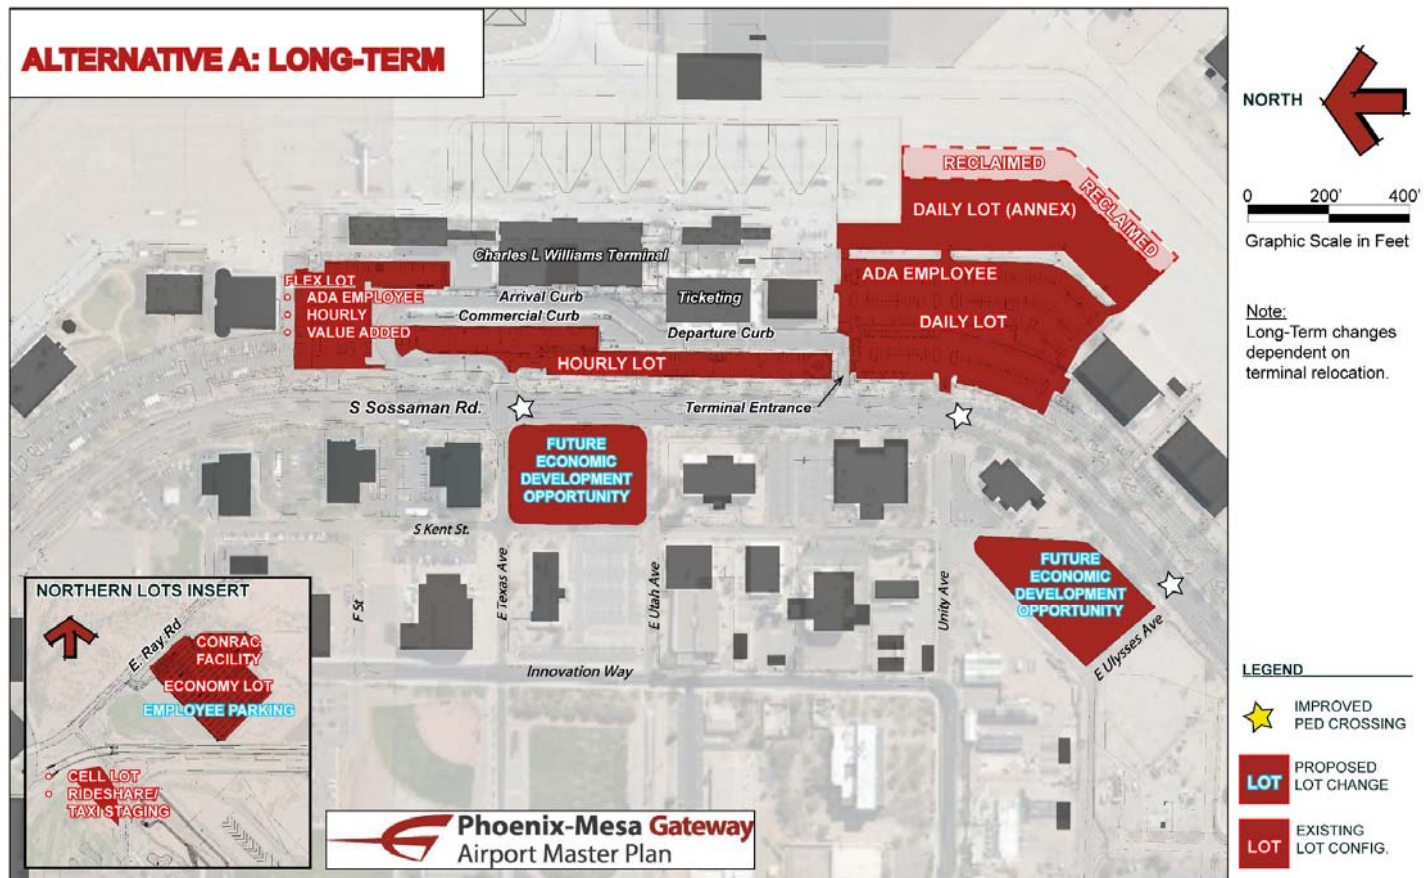 ALTERNATIVE A: LONG-TERM
NORTH
0 200' 400'
Graphic Scale in Feet
Note:
Long-Term changes
dependent on
terminal relocation.
RECLAIMED
RECLAIMED
DAILY LOT (ANNEX)
ADA EMPLOYEE
DAILY LOT
Charles L Williams Terminal
Ticketing
FLEX LOT
ADA EMPLOYEE
HOURLY
VALUE ADDED
Arrival Curb
Commercial Curb
Departure Curb
HOURLY LOT
S Sossaman Rd.
Terminal Entrance
FUTURE
ECONOMIC
DEVELOPMENT
OPPORTUNITY
S Kent St.
F St
E Texas Ave
E Utah Ave
Unity Ave
FUTURE
ECONOMIC
DEVELOPMENT
OPPORTUNITY
E Ulysses Ave
Innovation Way
NORTHERN LOTS INSERT
E. Ray Rd
CONRAC
FACILITY
ECONOMY LOT
EMPLOYEE PARKING
CELL LOT
RIDESHARE/
TAXI STAGING
Phoenix-Mesa Gateway
Airport Master Plan
LEGEND
IMPROVED
PED CROSSING
LOT
PROPOSED
LOT CHANGE
LOT
EXISTING
LOT CONFIG.